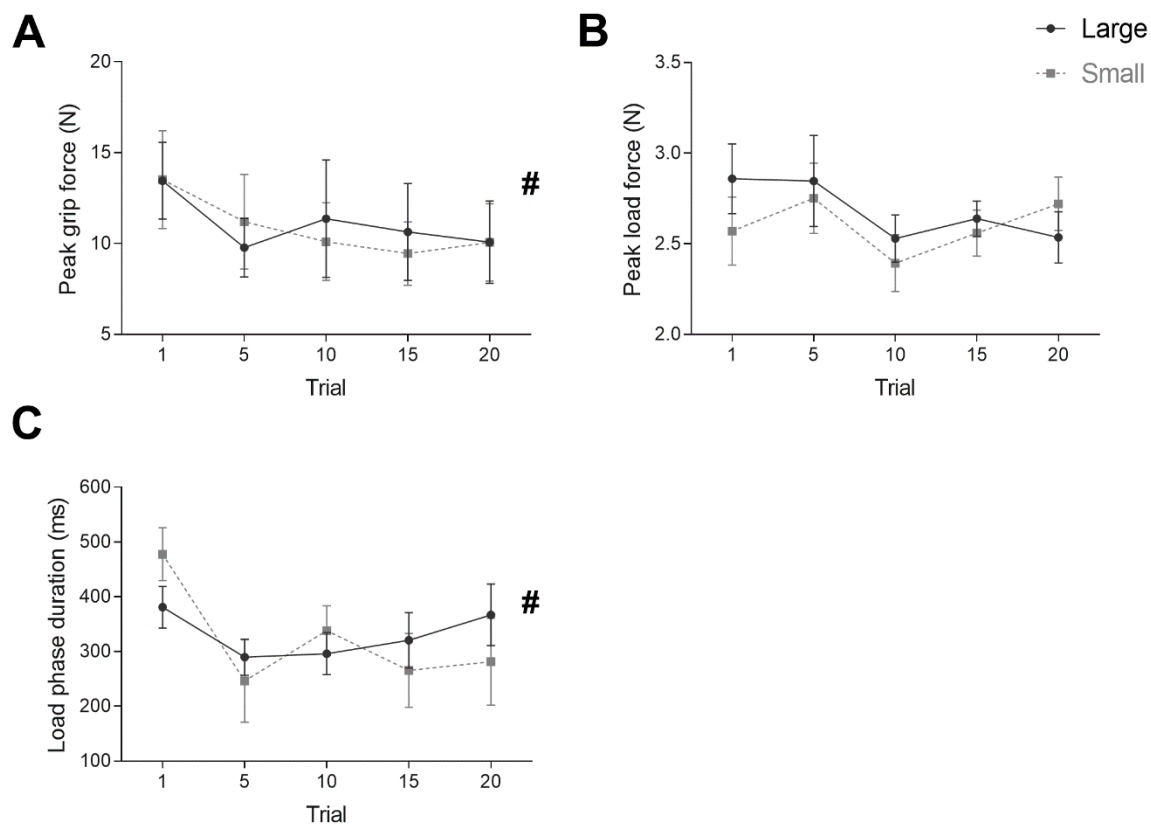 A
Peak grip force (N)
20
15
10
5
#
1 5 10 15 20
Trial
B
Large
Small
Peak load force (N)
3.5
3.0
2.5
2.0
1 5 10 15 20
Trial
C
Load phase duration (ms)
600
500
400
300
200
100
#
1 5 10 15 20
Trial